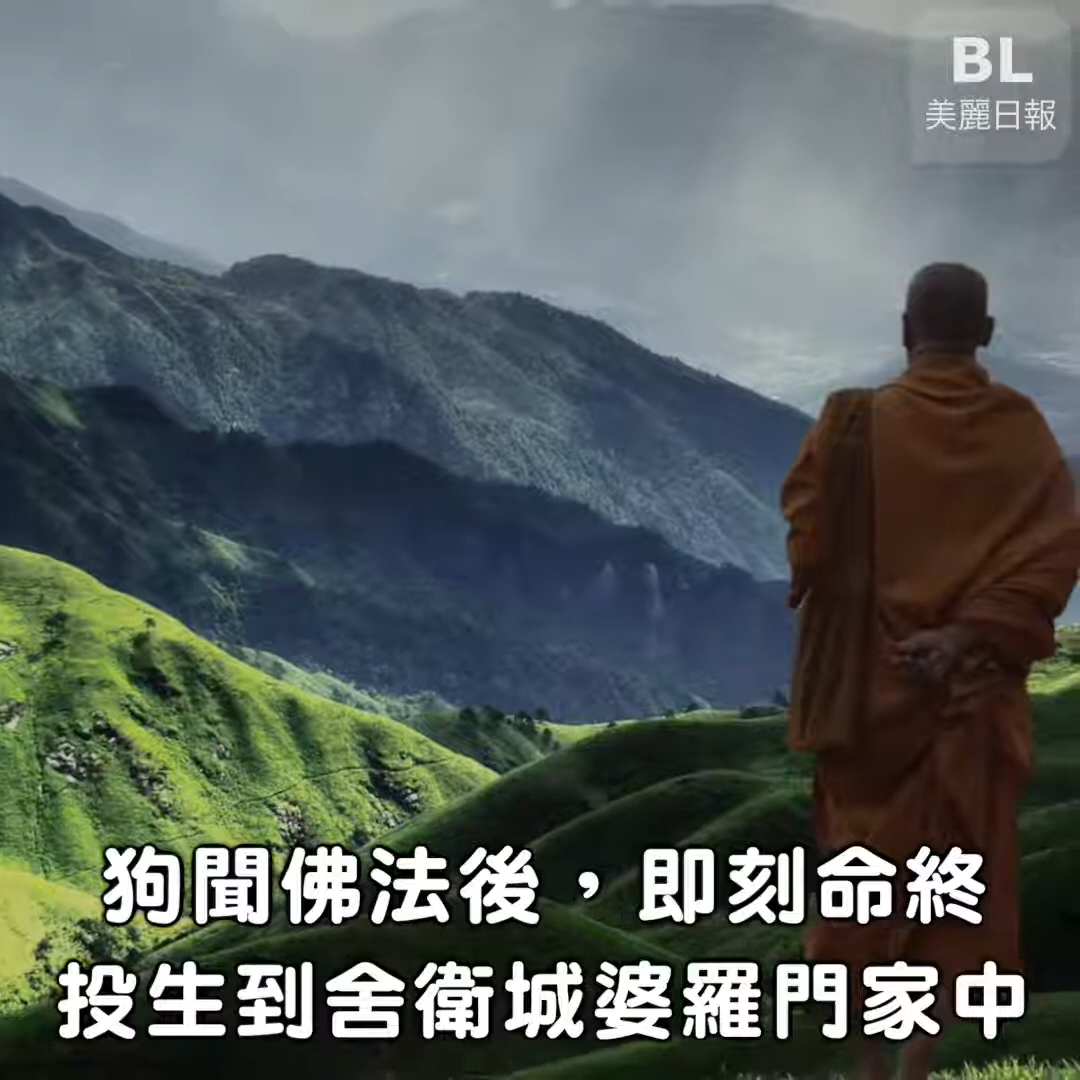 BL
美麗日報
狗聞佛法後，即刻命終
投生到舍衛城婆羅門家中